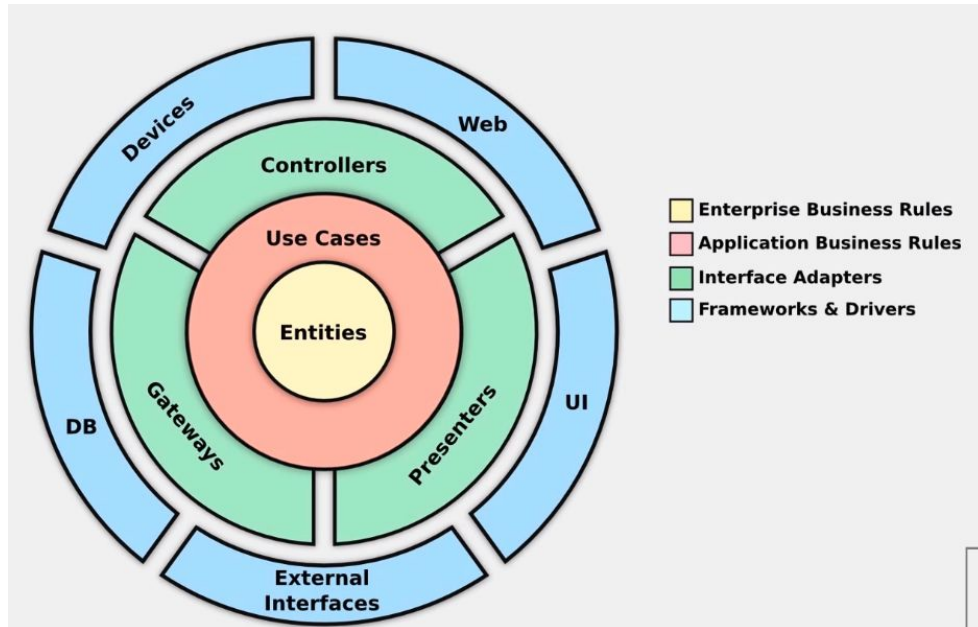 Devices
Web
Controllers
Use Cases
Entities
Gateways
Presenters
DB
UI
External
Interfaces
Enterprise Business Rules
Application Business Rules
Interface Adapters
Frameworks & Drivers